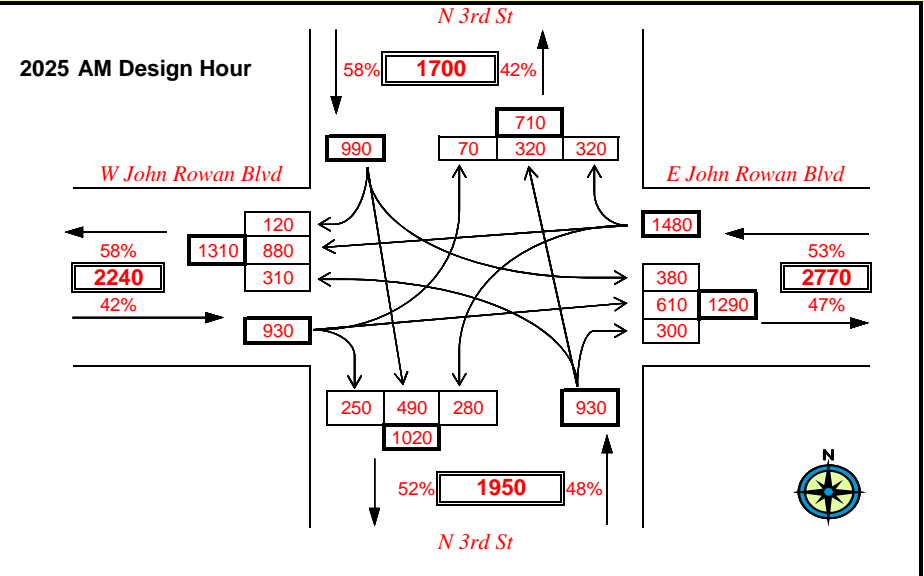 N 3rd St
2025 AM Design Hour
58% 1700 42%
710
990 70 320 320
W John Rowan Blvd E John Rowan Blvd
120 1480
58% 1310 880 53%
2240 310 380 2770
42% 610 1290 47%
930 300
250 490 280 930
1020
N
52% 1950 48%
N 3rd St